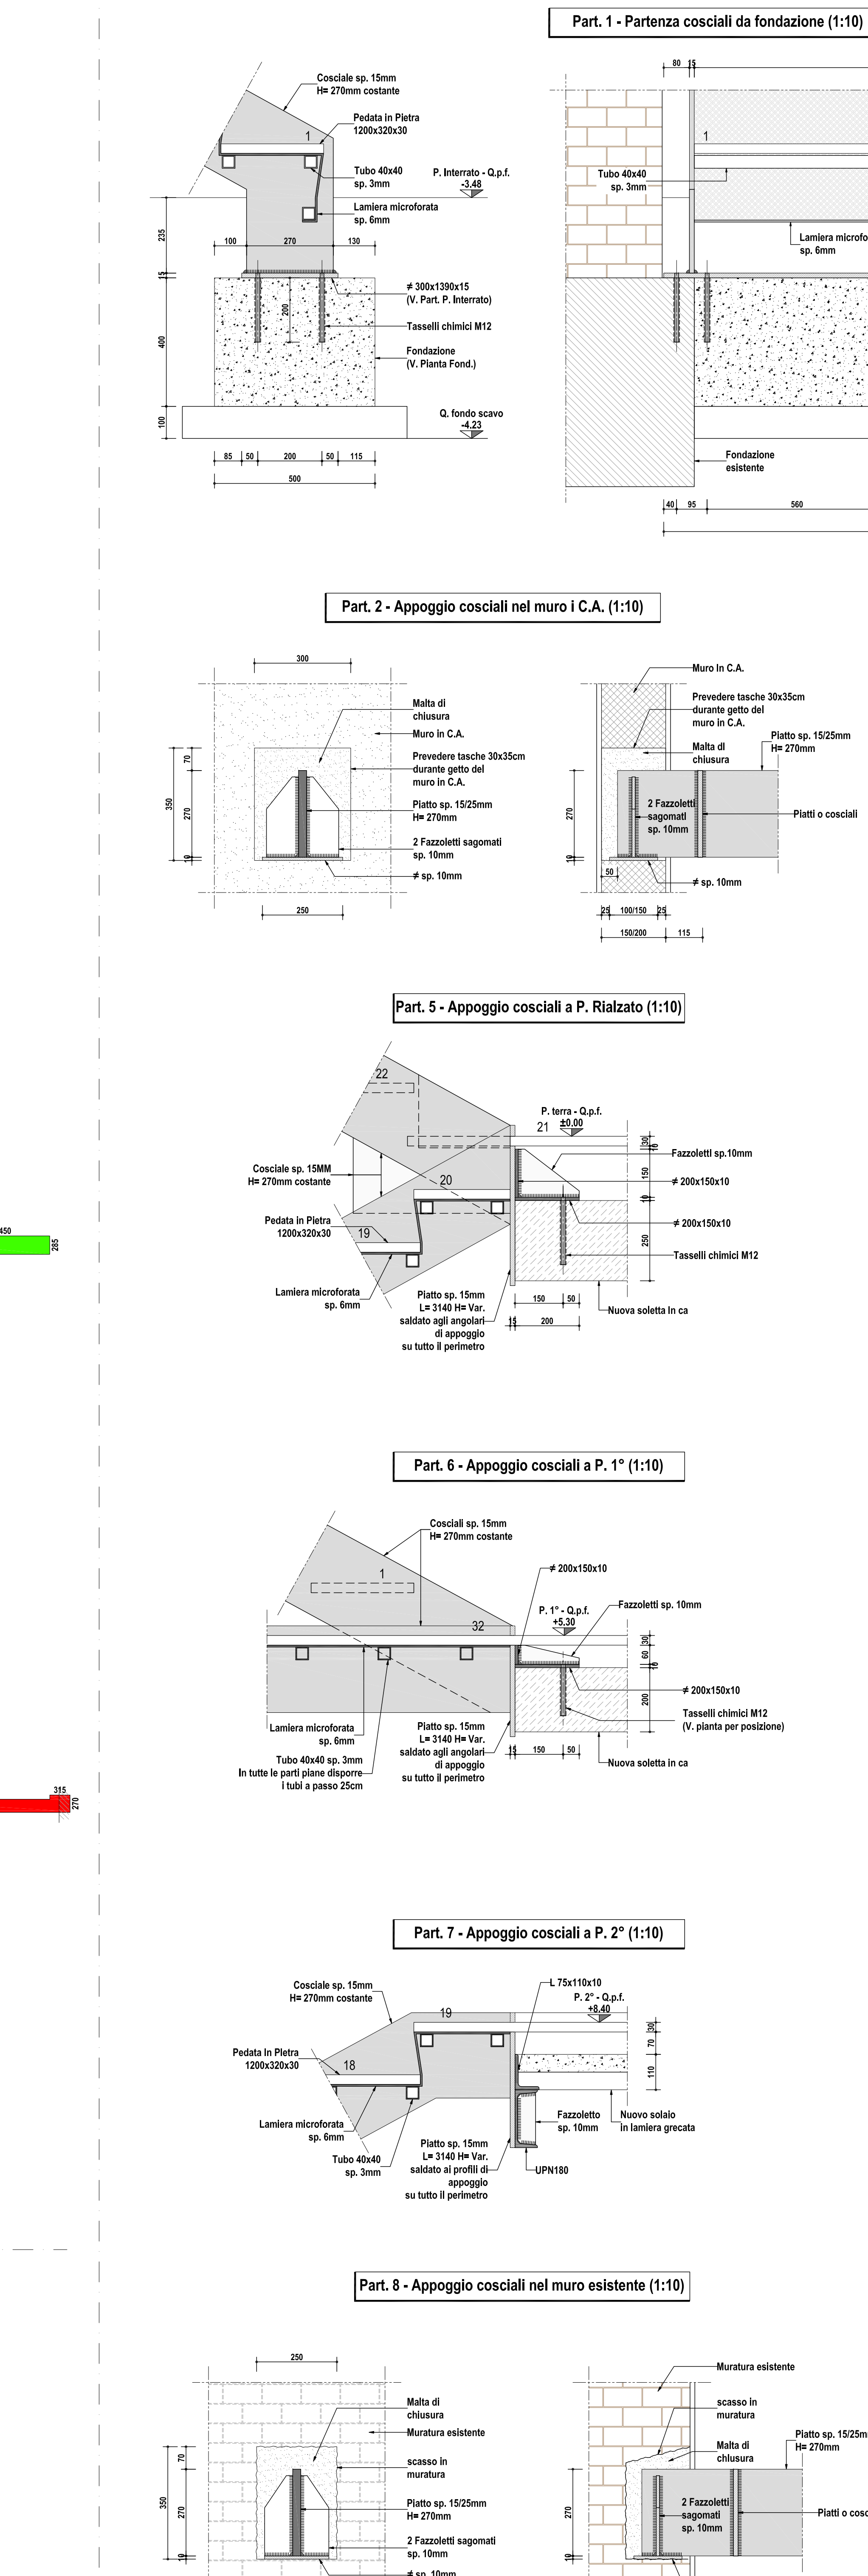 Part. 1 - Partenza cosciali da fondazione (1:10)
Cosciale sp. 15mm
H= 270mm costante
Pedata in Pietra
1200x320x30
1
Tubo 40x40
sp. 3mm
P. Interrato - Q.p.f.
-3.48
Lamiera microforata
sp. 6mm
235
100
270
130
15
≠ 300x1390x15
(V. Part. P. Interrato)
200
Tasselli chimici M12
400
Fondazione
(V. Pianta Fond.)
100
Q. fondo scavo
-4.23
85
50
200
50
115
500
80
15
1
Tubo 40x40
sp. 3mm
sp. 6mm
Fondazione
esistente
40
95
560
Part. 2 - Appoggio cosciali nel muro i C.A. (1:10)
300
Malta di
chiusura
Muro in C.A.
Prevedere tasche 30x35cm
durante getto del
muro in C.A.
Piatto sp. 15/25mm
H= 270mm
2 Fazzoletti sagomati
sp. 10mm
≠ sp. 10mm
70
350
270
10
250
Muro in C.A.
Prevedere tasche 30x35cm
durante getto del
muro in C.A.
Malta di
chiusura
Piatto sp. 15/25mm
H= 270mm
2 Fazzoletti
sagomati
sp. 10mm
Piatti o cosciali
≠ sp. 10mm
270
10
50
25
100/150
25
150/200
115
Part. 5 - Appoggio cosciali a P. Rialzato (1:10)
22
P. terra - Q.p.f.
±0.00
21
Cosciale sp. 15MM
H= 270mm costante
20
Pedata in Pietra
1200x320x30
19
Lamiera microforata
sp. 6mm
Piatto sp. 15mm
L= 3140 H= Var.
saldato agli angolari
di appoggio
su tutto il perimetro
Fazzoletti sp.10mm
≠ 200x150x10
≠ 200x150x10
Tasselli chimici M12
Nuova soletta in ca
30
10
150
10
250
150
50
15
200
Part. 6 - Appoggio cosciali a P. 1° (1:10)
Cosciali sp. 15mm
H= 270mm costante
1
≠ 200x150x10
P. 1° - Q.p.f.
+5.30
Fazzoletti sp. 10mm
32
30
60
10
200
≠ 200x150x10
Tasselli chimici M12
(V. pianta per posizione)
Lamiera microforata
sp. 6mm
Tubo 40x40 sp. 3mm
In tutte le parti piane disporre
i tubi a passo 25cm
Piatto sp. 15mm
L= 3140 H= Var.
saldato agli angolari
di appoggio
su tutto il perimetro
15
150
50
Nuova soletta in ca
Part. 7 - Appoggio cosciali a P. 2° (1:10)
Cosciale sp. 15mm
H= 270mm costante
19
L 75x110x10
P. 2° - Q.p.f.
+8.40
30
70
110
Pedata in Pietra
1200x320x30
18
Lamiera microforata
sp. 6mm
Tubo 40x40
sp. 3mm
Piatto sp. 15mm
L= 3140 H= Var.
saldato ai profili di
appoggio
su tutto il perimetro
Fazzoletto
sp. 10mm
UPN180
Nuovo solaio
in lamiera grecata
Part. 8 - Appoggio cosciali nel muro esistente (1:10)
250
Malta di
chiusura
Muratura esistente
scasso in
muratura
Piatto sp. 15/25mm
H= 270mm
2 Fazzoletti sagomati
sp. 10mm
≠ sp. 10mm
70
350
270
10
Muratura esistente
scasso in
muratura
Malta di
chiusura
H= 270mm
2 Fazzoletti
sagomati
sp. 10mm
270
10
450
285
315
270